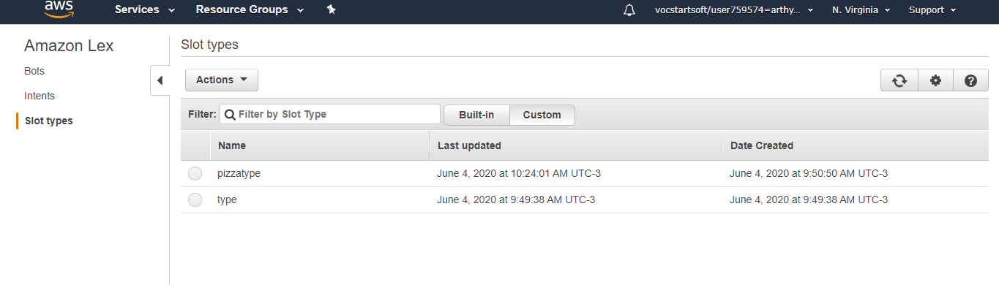 aws Services Resource Groups vocstartsoft/user759574=arthy... N. Virginia Support
Amazon Lex
Bots
Intents
Slot types
Slot types
Actions
Filter: Filter by Slot Type Built-in Custom
Name Last updated Date Created
pizzatype June 4, 2020 at 10:24:01 AM UTC-3 June 4, 2020 at 9:50:50 AM UTC-3
type June 4, 2020 at 9:49:38 AM UTC-3 June 4, 2020 at 9:49:38 AM UTC-3